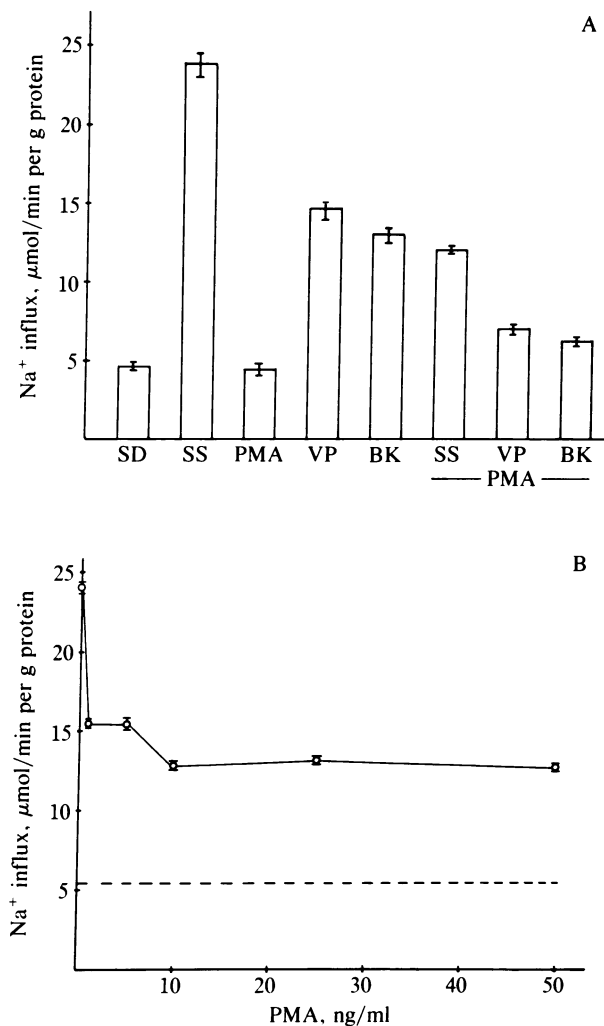 A
Na⁺ influx, μmol/min per g protein
25
20
15
10
5
SD SS PMA VP BK SS VP BK
PMA
B
Na⁺ influx, μmol/min per g protein
25
20
15
10
5
10 20 30 40 50
PMA, ng/ml